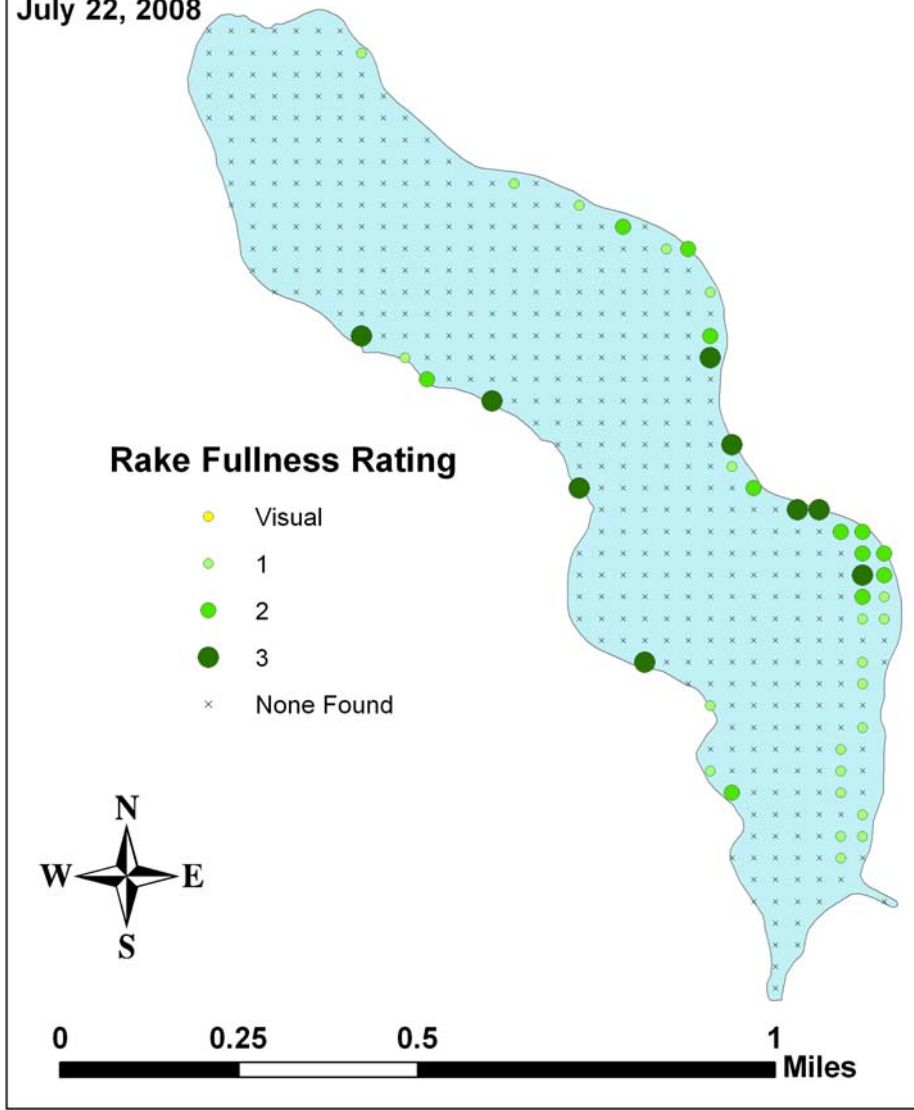 July 22, 2008
Rake Fullness Rating
Visual
1
2
3
None Found
N
W E
S
0 0.25 0.5 1
Miles